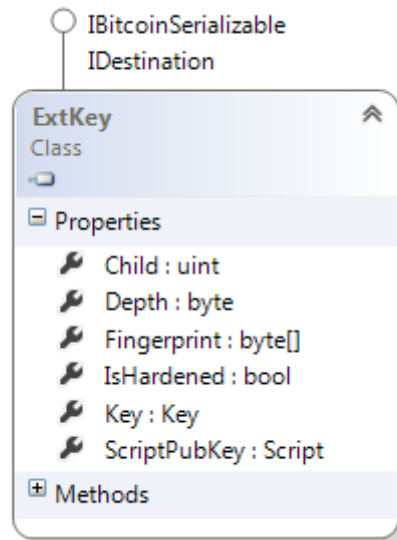 IBitcoinSerializable
IDestination
ExtKey
Class
Properties
Child : uint
Depth : byte
Fingerprint : byte[]
IsHardened : bool
Key : Key
ScriptPubKey : Script
Methods